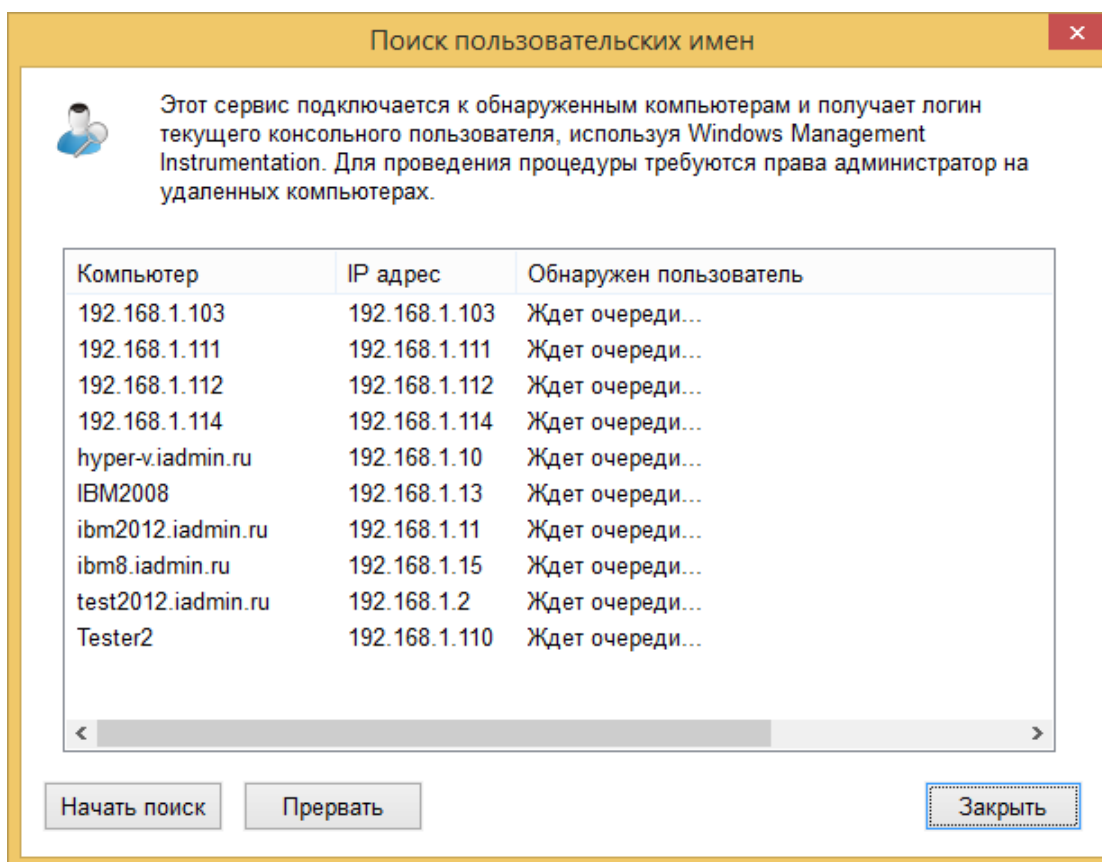 Поиск пользовательских имен
Этот сервис подключается к обнаруженным компьютерам и получает логин
текущего консольного пользователя, используя Windows Management
Instrumentation. Для проведения процедуры требуются права администратор на
удаленных компьютерах.
Компьютер IP адрес Обнаружен пользователь
192.168.1.103 192.168.1.103 Ждет очереди...
192.168.1.111 192.168.1.111 Ждет очереди...
192.168.1.112 192.168.1.112 Ждет очереди...
192.168.1.114 192.168.1.114 Ждет очереди...
hyper-v.iadmin.ru 192.168.1.10 Ждет очереди...
IBM2008 192.168.1.13 Ждет очереди...
ibm2012.iadmin.ru 192.168.1.11 Ждет очереди...
ibm8.iadmin.ru 192.168.1.15 Ждет очереди...
test2012.iadmin.ru 192.168.1.2 Ждет очереди...
Tester2 192.168.1.110 Ждет очереди...
Начать поиск Прервать Закрыть